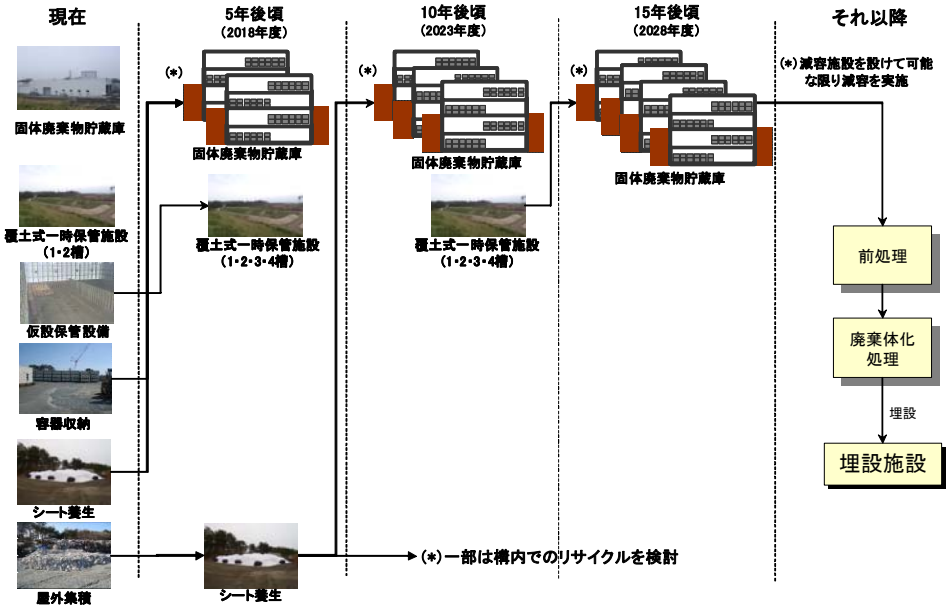 現在
5年後頃
(2018年度)
10年後頃
(2023年度)
15年後頃
(2028年度)
それ以降
(*)
(*)
(*)
(*) 減容施設を設けて可能
な限り減容を実施
固体廃棄物貯蔵庫
固体廃棄物貯蔵庫
固体廃棄物貯蔵庫
固体廃棄物貯蔵庫
覆土式一時保管施設
(1・2槽)
覆土式一時保管施設
(1・2・3・4槽)
覆土式一時保管施設
(1・2・3・4槽)
仮設保管設備
容器収納
シート養生
屋外集積
シート養生
(*) 一部は構内でのリサイクルを検討
前処理
廃棄体化
処理
埋設
埋設施設